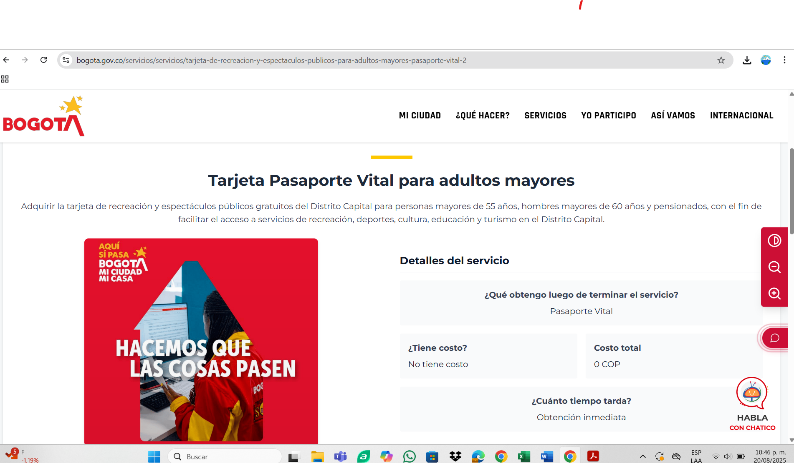 bogota.gov.co/servicios/servicios/tarjeta-de-recreacion-y-espectaculos-publicos-para-adultos-mayores-pasaporte-vital-2
BOGOTA
MI CIUDAD ¿QUÉ HACER? SERVICIOS YO PARTICIPO ASÍ VAMOS INTERNACIONAL
Tarjeta Pasaporte Vital para adultos mayores
Adquirir la tarjeta de recreación y espectáculos públicos gratuitos del Distrito Capital para personas mayores de 55 años, hombres mayores de 60 años y pensionados, con el fin de
facilitar el acceso a servicios de recreación, deportes, cultura, educación y turismo en el Distrito Capital.
AQUÍ
SÍ PASA
BOGOTA
MI CIUDAD
MI CASA
HACEMOS QUE
LAS COSAS PASEN
Detalles del servicio
¿Qué obtengo luego de terminar el servicio?
Pasaporte Vital
¿Tiene costo?
No tiene costo
Costo total
0 COP
¿Cuánto tiempo tarda?
Obtención inmediata
HABLA
CON CHATICO
-1,19%
Buscar
ESP
LAA
10:46 p. m.
20/08/2025